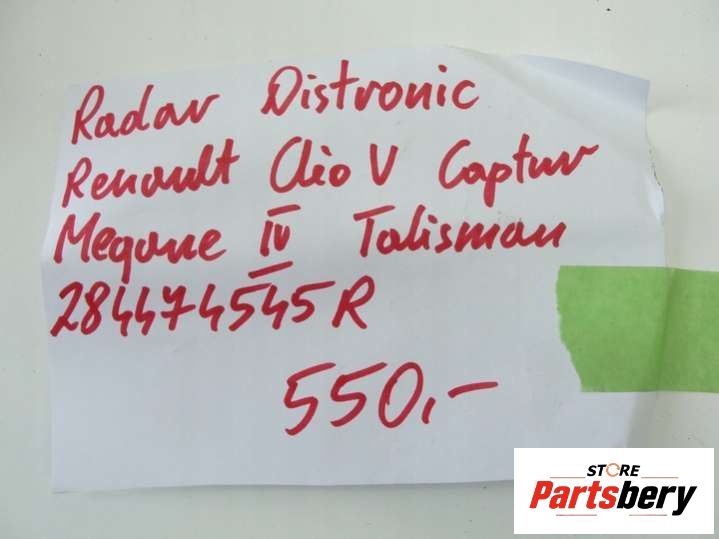 Radar Distronic
Renault Clio V Captur
Megane IV Talisman
284474545R
550,-
STORE
Partsbery